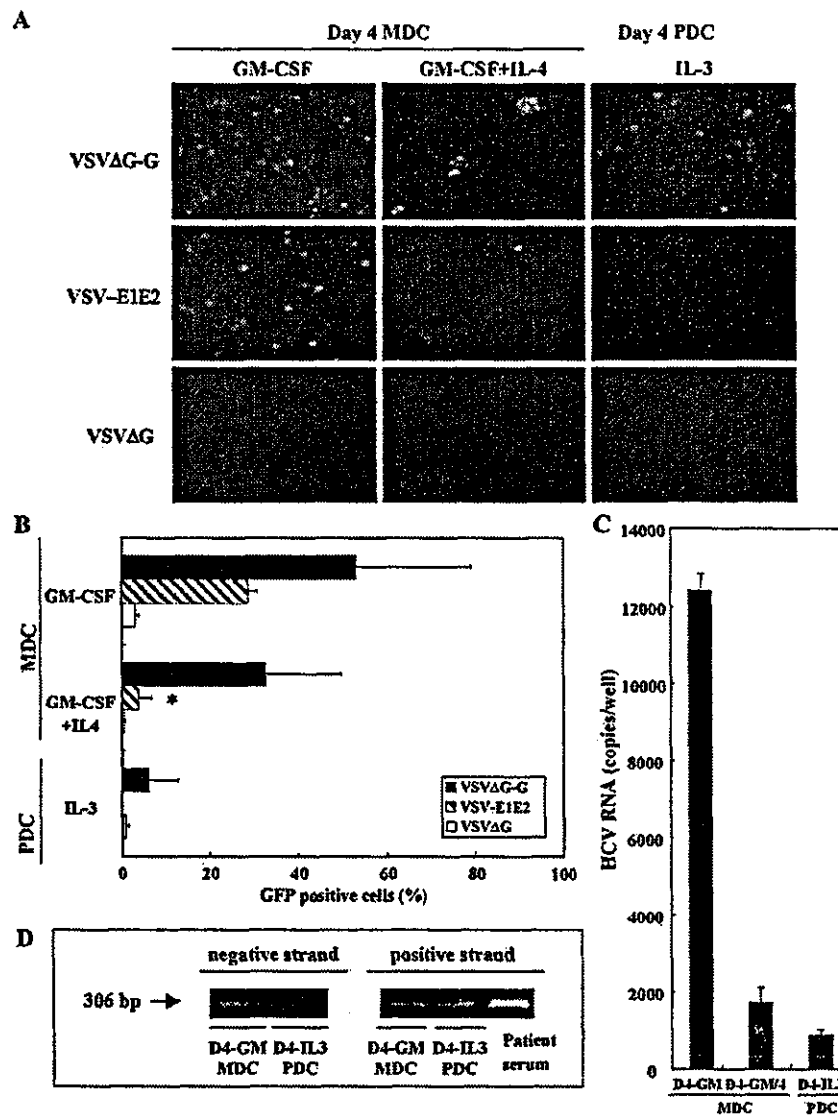 A
Day 4 MDC Day 4 PDC
GM-CSF GM-CSF+IL-4 IL-3
VSVΔG-G
VSV-E1E2
VSVΔG
B
MDC
GM-CSF
GM-CSF
+IL4
*
PDC
IL-3
VSVΔG-G
VSV-E1E2
VSVΔG
0 20 40 60 80 100
GFP positive cells (%)
C
HCV RNA (copies/well)
14000
12000
10000
8000
6000
4000
2000
0
D4-GM D4-GM/4 D4-IL3
MDC PDC
D
negative strand positive strand
306 bp
D4-GM D4-IL3 D4-GM D4-IL3 Patient
MDC PDC MDC PDC serum